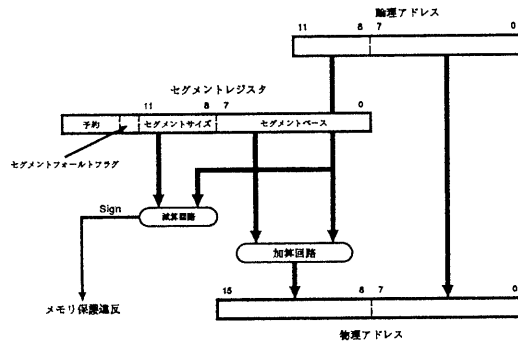 論理アドレス
11 8 7 0
セグメントレジスタ
11 8 7 0
予約 セグメントサイズ セグメントベース
セグメントフォールトフラグ
Sign
減算回路
加算回路
メモリ保護違反
15 8 7 0
物理アドレス